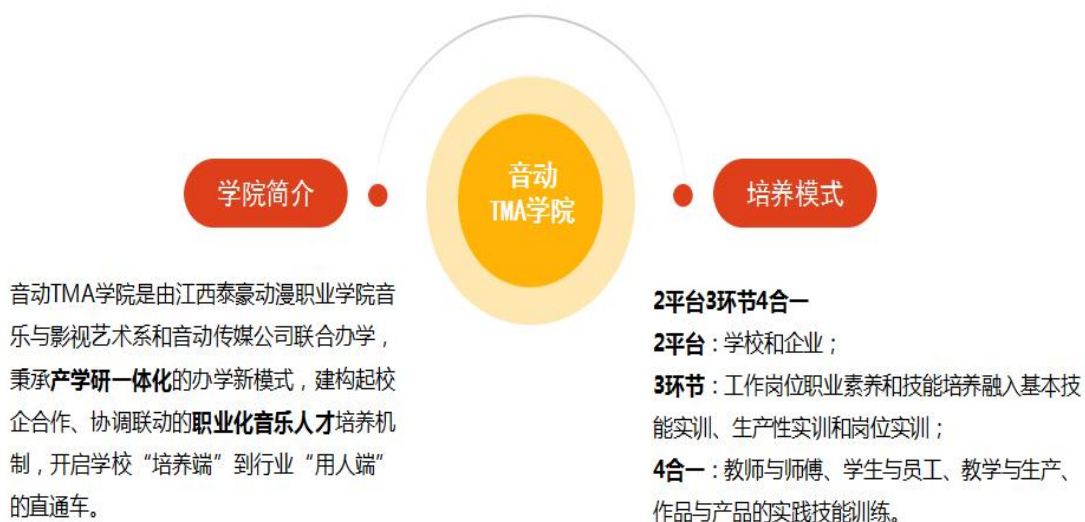 音动
TMA学院
学院简介
音动TMA学院是由江西泰豪动漫职业学院音
乐与影视艺术系和音动传媒公司联合办学，
秉承产学研一体化的办学新模式，建构起校
企合作、协调联动的职业化音乐人才培养机
制，开启学校“培养端”到行业“用人端”
的直通车。
培养模式
2平台3环节4合一
2平台：学校和企业；
3环节：工作岗位职业素养和技能培养融入基本技
能实训、生产性实训和岗位实训；
4合一：教师与师傅、学生与员工、教学与生产、
作品与产品的实践技能训练。